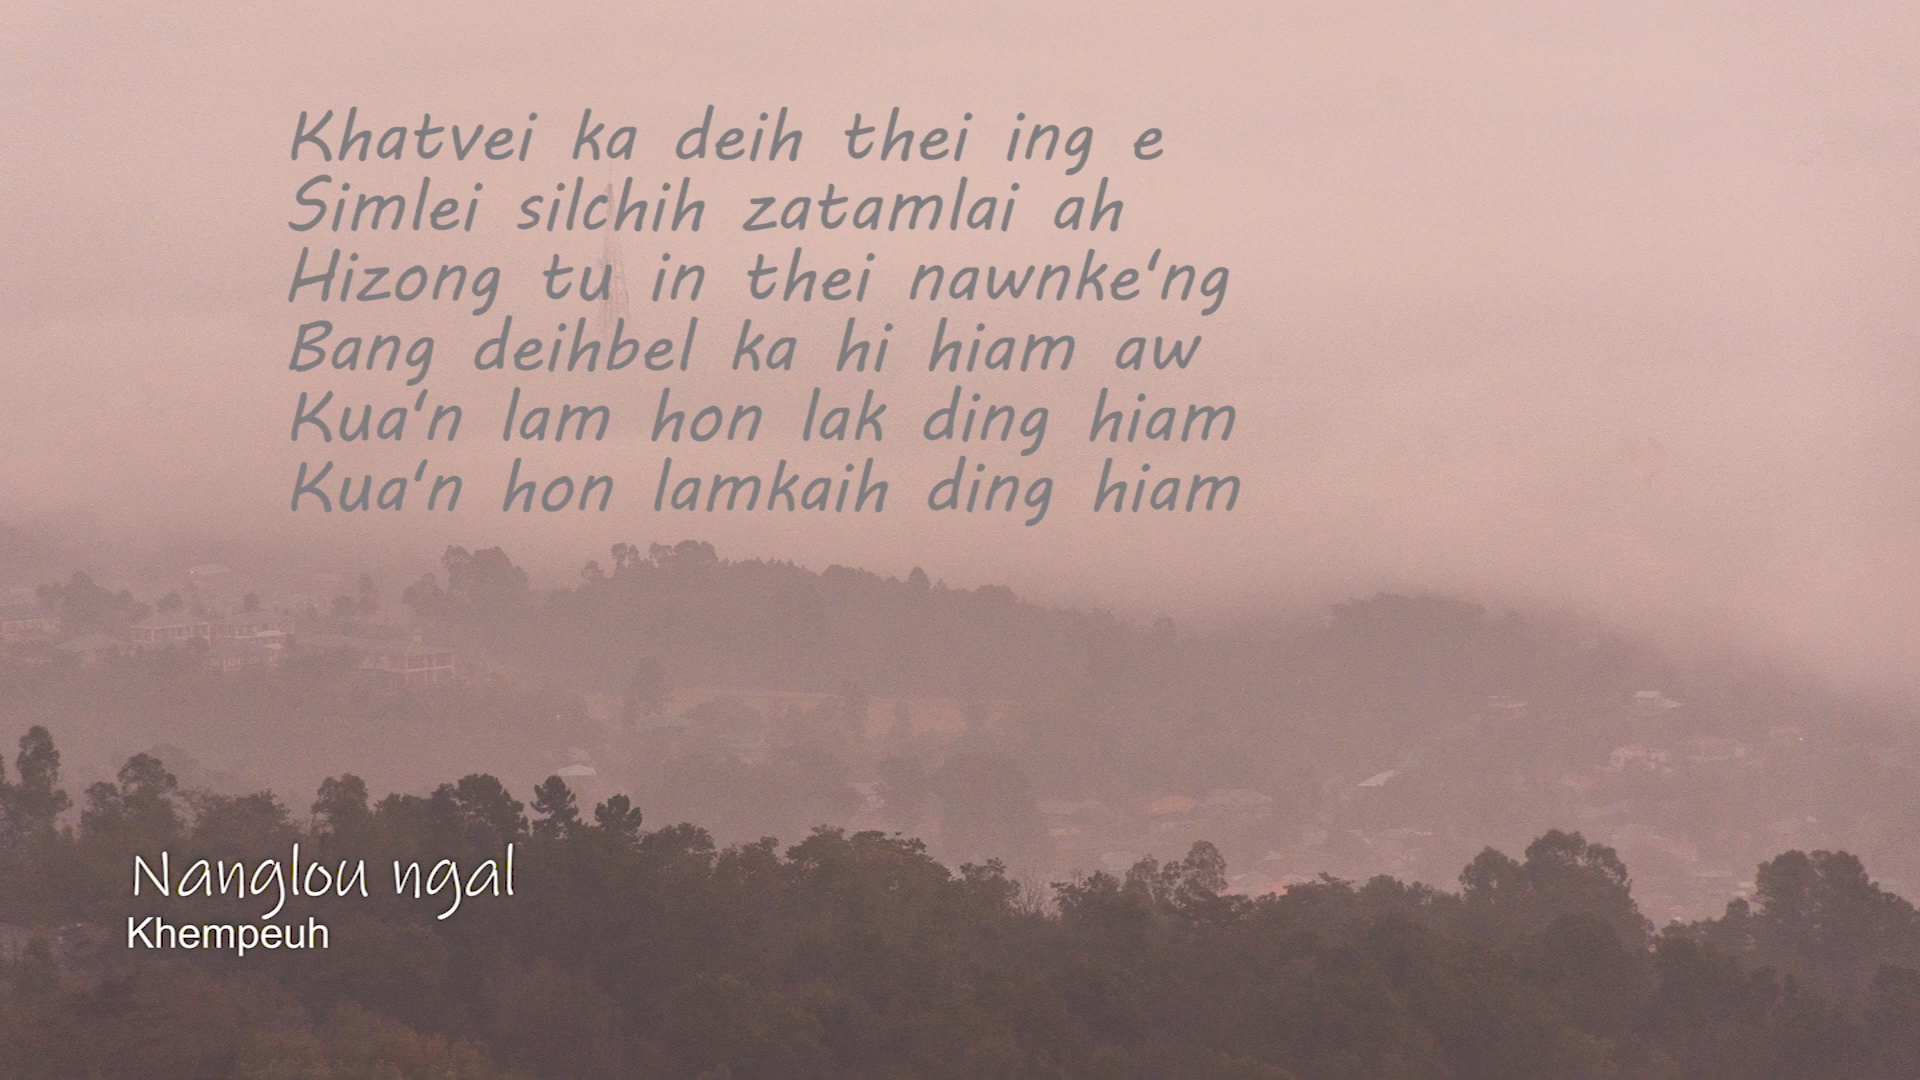 Khatvei ka deih thei ing e
Simlei silchih zatamlai ah
Hizong tu in thei nawnke'ng
Bang deihbel ka hi hiam aw
Kua'n lam hon lak ding hiam
Kua'n hon lamkaih ding hiam
Nanglou ngal
Khempeuh